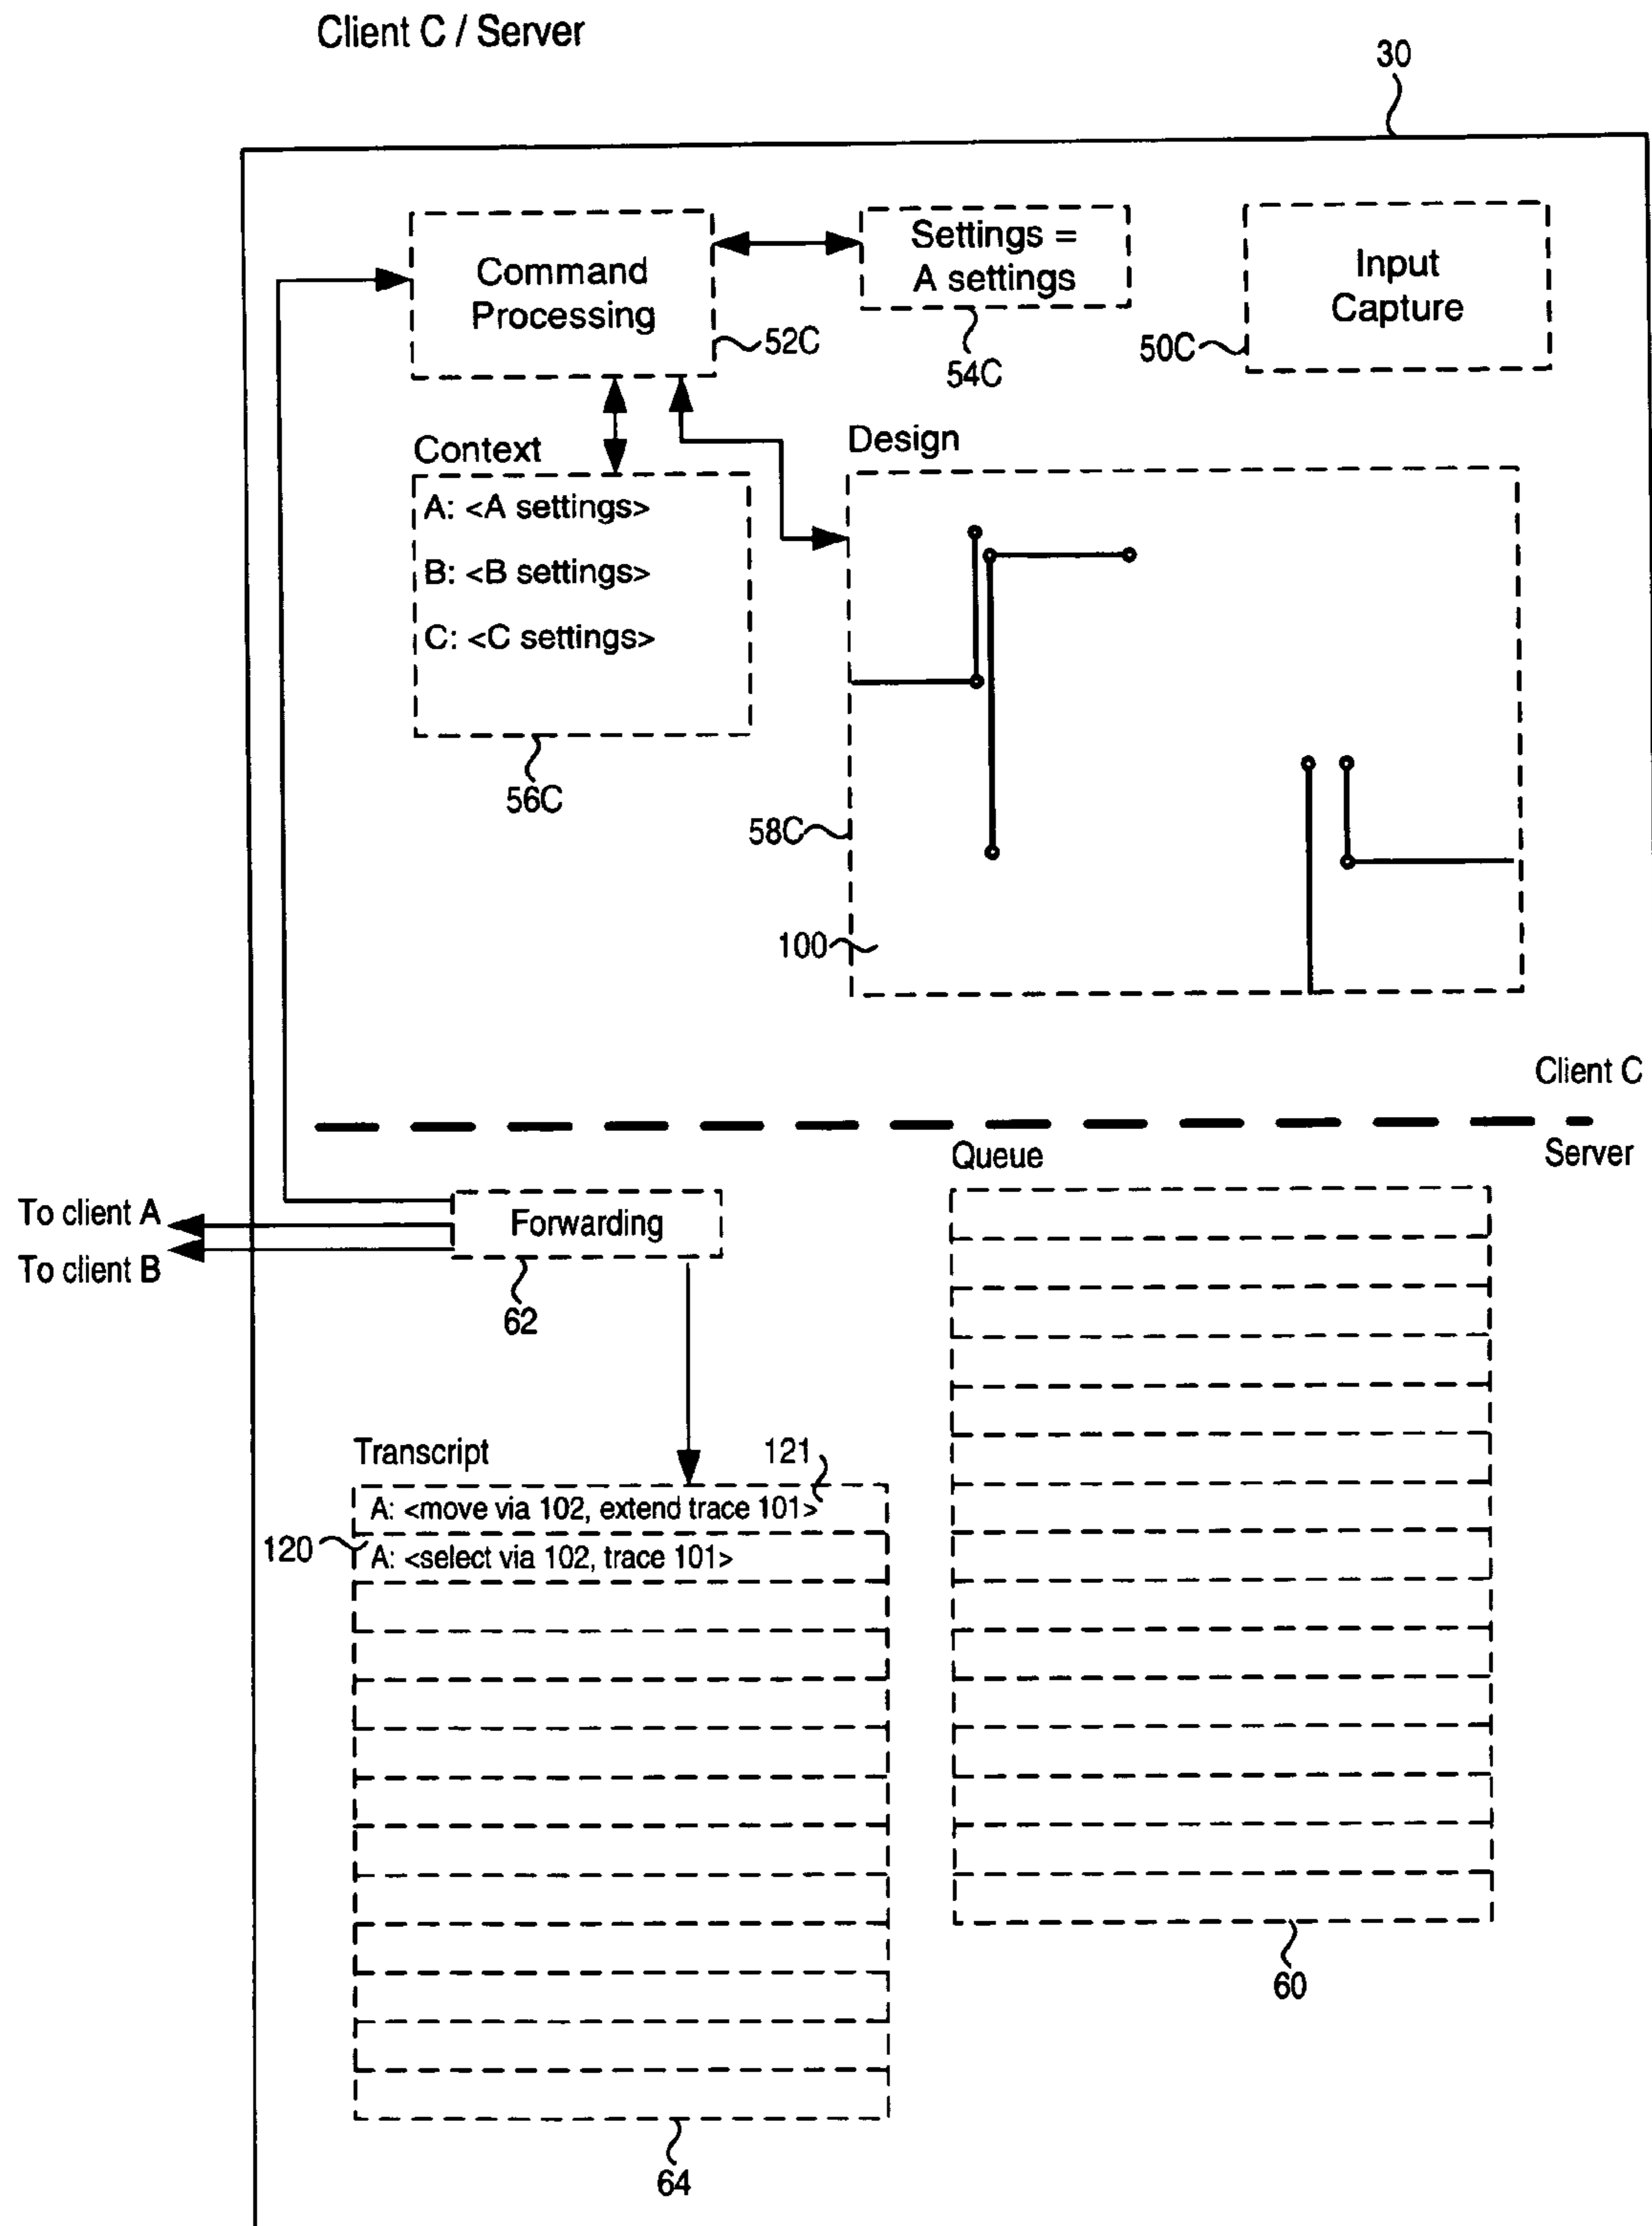 Client C / Server
30
Command
Processing
52C
Settings =
A settings
54C
Input
Capture
50C
Context
A: <A settings>
B: <B settings>
C: <C settings>
56C
Design
58C
100
Client C
Server
Queue
To client A
To client B
Forwarding
62
Transcript
121
A: <move via 102, extend trace 101>
120
A: <select via 102, trace 101>
60
64